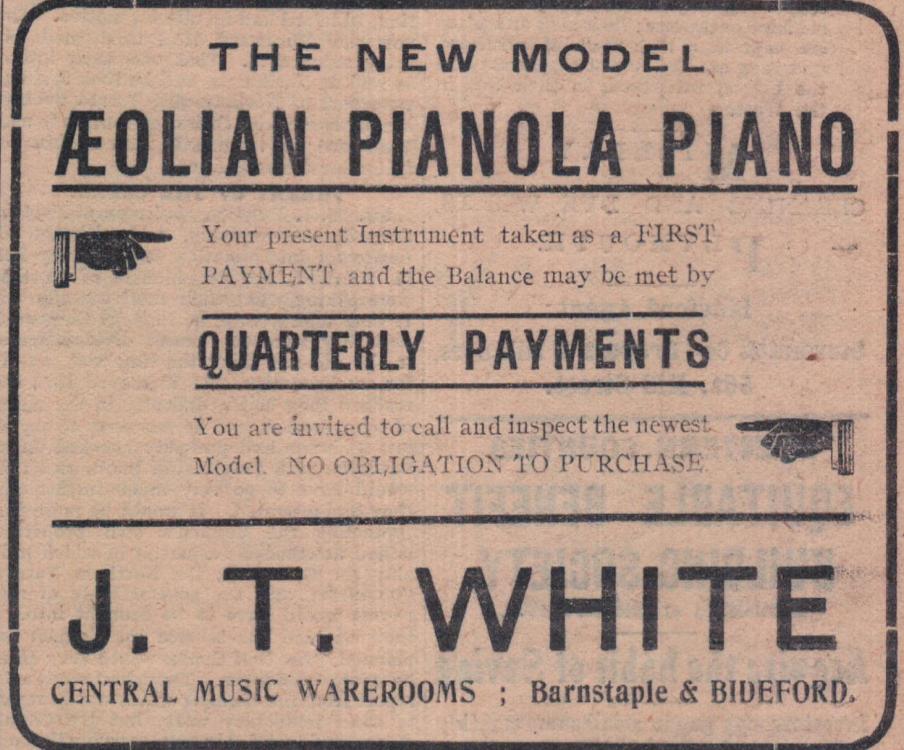 THE NEW MODEL
ÆOLIAN PIANOLA PIANO
Your present Instrument taken as a FIRST
PAYMENT and the Balance may be met by
QUARTERLY PAYMENTS
You are invited to call and inspect the newest
Model. NO OBLIGATION TO PURCHASE
J. T. WHITE
CENTRAL MUSIC WAREROOMS ; Barnstaple & BIDEFORD.